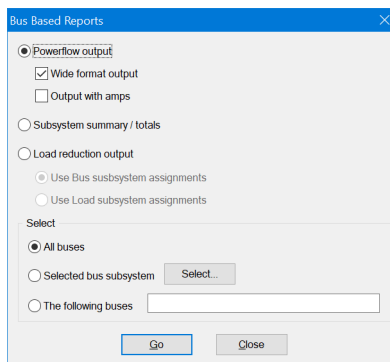 Bus Based Reports
Powerflow output
Wide format output
Output with amps
Subsystem summary / totals
Load reduction output
Use Bus susbsystem assignments
Use Load subsystem assignments
Select
All buses
Selected bus subsystem Select...
The following buses
Go Close